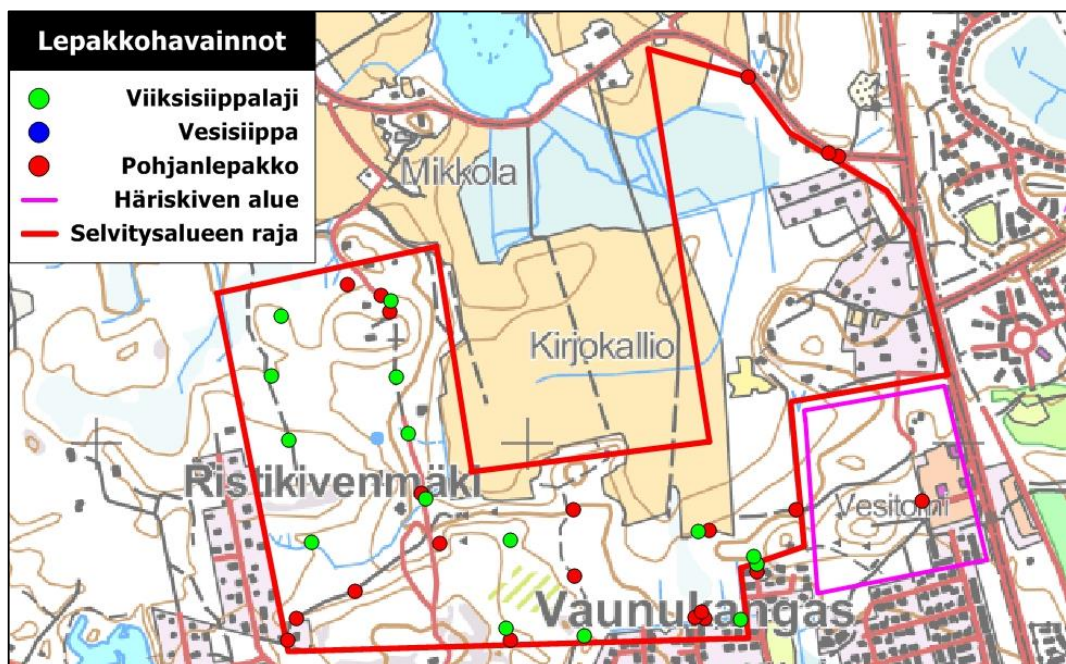 Lepakkohavainnot
Viiksisiippalaji
Vesisiippa
Pohjanlepakko
Häriskiven alue
Selvitysalueen raja
V
V
Mikkola
Kirjokallio
V
Ristikivenmäki
Vesitorni
Vaunukangas